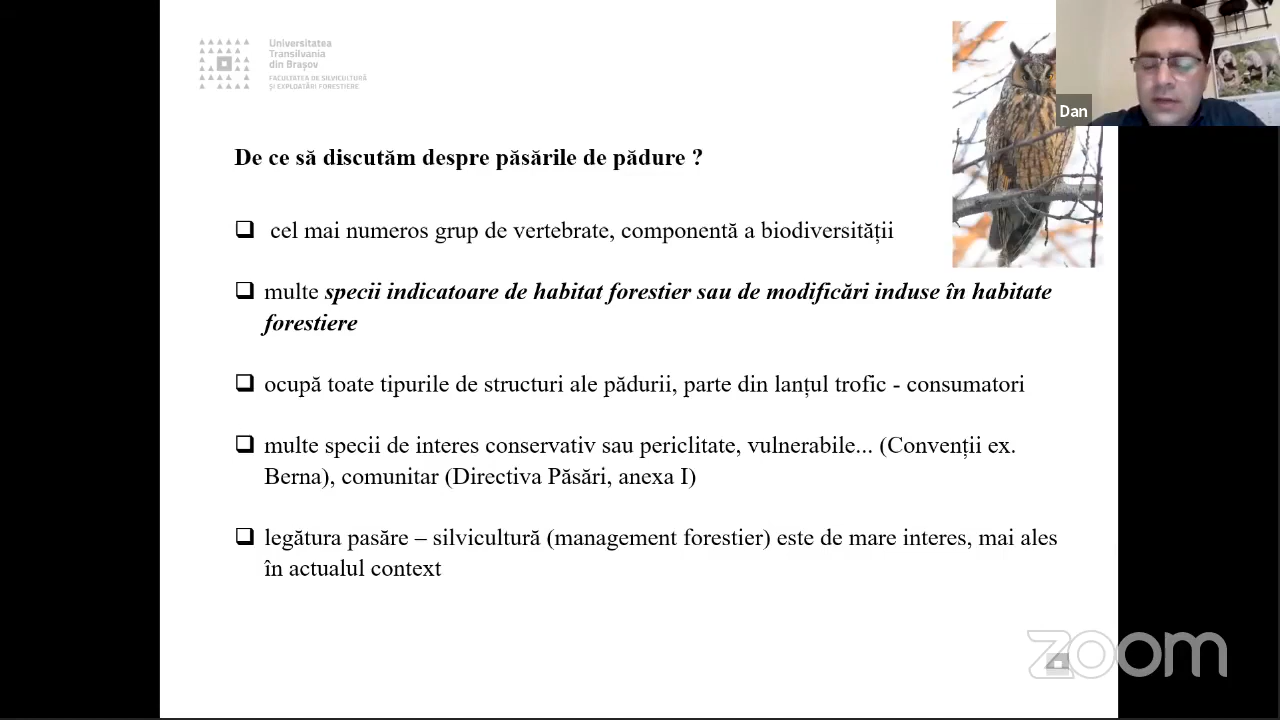 Universitatea
Transilvania
din Brașov
FACULTATEA DE SILVICULTURĂ
ȘI EXPLOATĂRI FORESTIERE
Dan
De ce să discutăm despre păsările de pădure ?
cel mai numeros grup de vertebrate, componentă a biodiversității
multe specii indicatoare de habitat forestier sau de modificări induse în habitate
forestiere
ocupă toate tipurile de structuri ale pădurii, parte din lanțul trofic - consumatori
multe specii de interes conservativ sau periclitate, vulnerabile... (Convenții ex.
Berna), comunitar (Directiva Păsări, anexa I)
legătura pasăre – silvicultură (management forestier) este de mare interes, mai ales
în actualul context
zoom